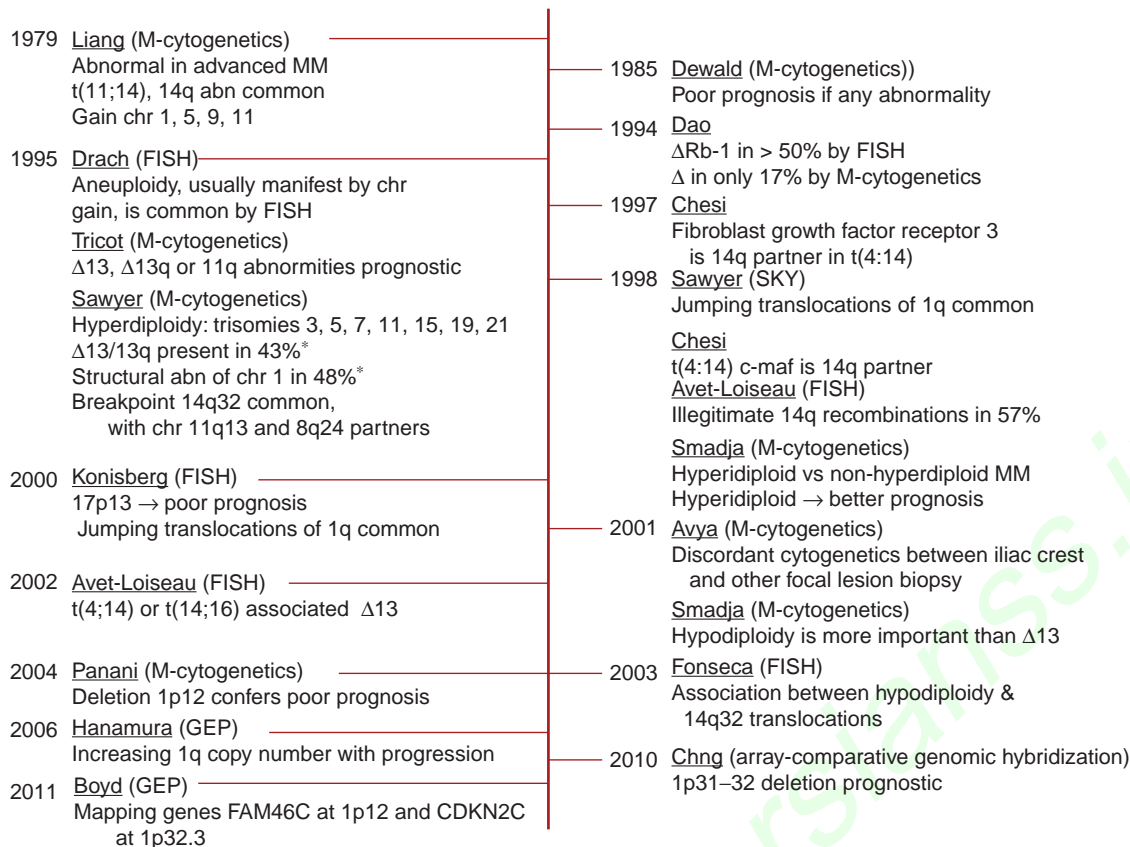 1979 Liang (M-cytogenetics)
Abnormal in advanced MM
t(11;14), 14q abn common
Gain chr 1, 5, 9, 11
1995 Drach (FISH)
Aneuploidy, usually manifest by chr
gain, is common by FISH
Tricot (M-cytogenetics)
Δ13, Δ13q or 11q abnormities prognostic
Sawyer (M-cytogenetics)
Hyperdiploidy: trisomies 3, 5, 7, 11, 15, 19, 21
Δ13/13q present in 43%*
Structural abn of chr 1 in 48%*
Breakpoint 14q32 common,
with chr 11q13 and 8q24 partners
2000 Konisberg (FISH)
17p13 → poor prognosis
Jumping translocations of 1q common
2002 Avet-Loiseau (FISH)
t(4;14) or t(14;16) associated Δ13
2004 Panani (M-cytogenetics)
Deletion 1p12 confers poor prognosis
2006 Hanamura (GEP)
Increasing 1q copy number with progression
2011 Boyd (GEP)
Mapping genes FAM46C at 1p12 and CDKN2C
at 1p32.3
1985 Dewald (M-cytogenetics))
Poor prognosis if any abnormality
1994 Dao
ΔRb-1 in > 50% by FISH
Δ in only 17% by M-cytogenetics
1997 Chesi
Fibroblast growth factor receptor 3
is 14q partner in t(4:14)
1998 Sawyer (SKY)
Jumping translocations of 1q common
Chesi
t(4:14) c-maf is 14q partner
Avet-Loiseau (FISH)
Illegitimate 14q recombinations in 57%
Smadja (M-cytogenetics)
Hyperidiploid vs non-hyperdiploid MM
Hyperidiploid → better prognosis
2001 Avya (M-cytogenetics)
Discordant cytogenetics between iliac crest
and other focal lesion biopsy
Smadja (M-cytogenetics)
Hypodiploidy is more important than Δ13
2003 Fonseca (FISH)
Association between hypodiploidy &
14q32 translocations
2010 Chng (array-comparative genomic hybridization)
1p31–32 deletion prognostic